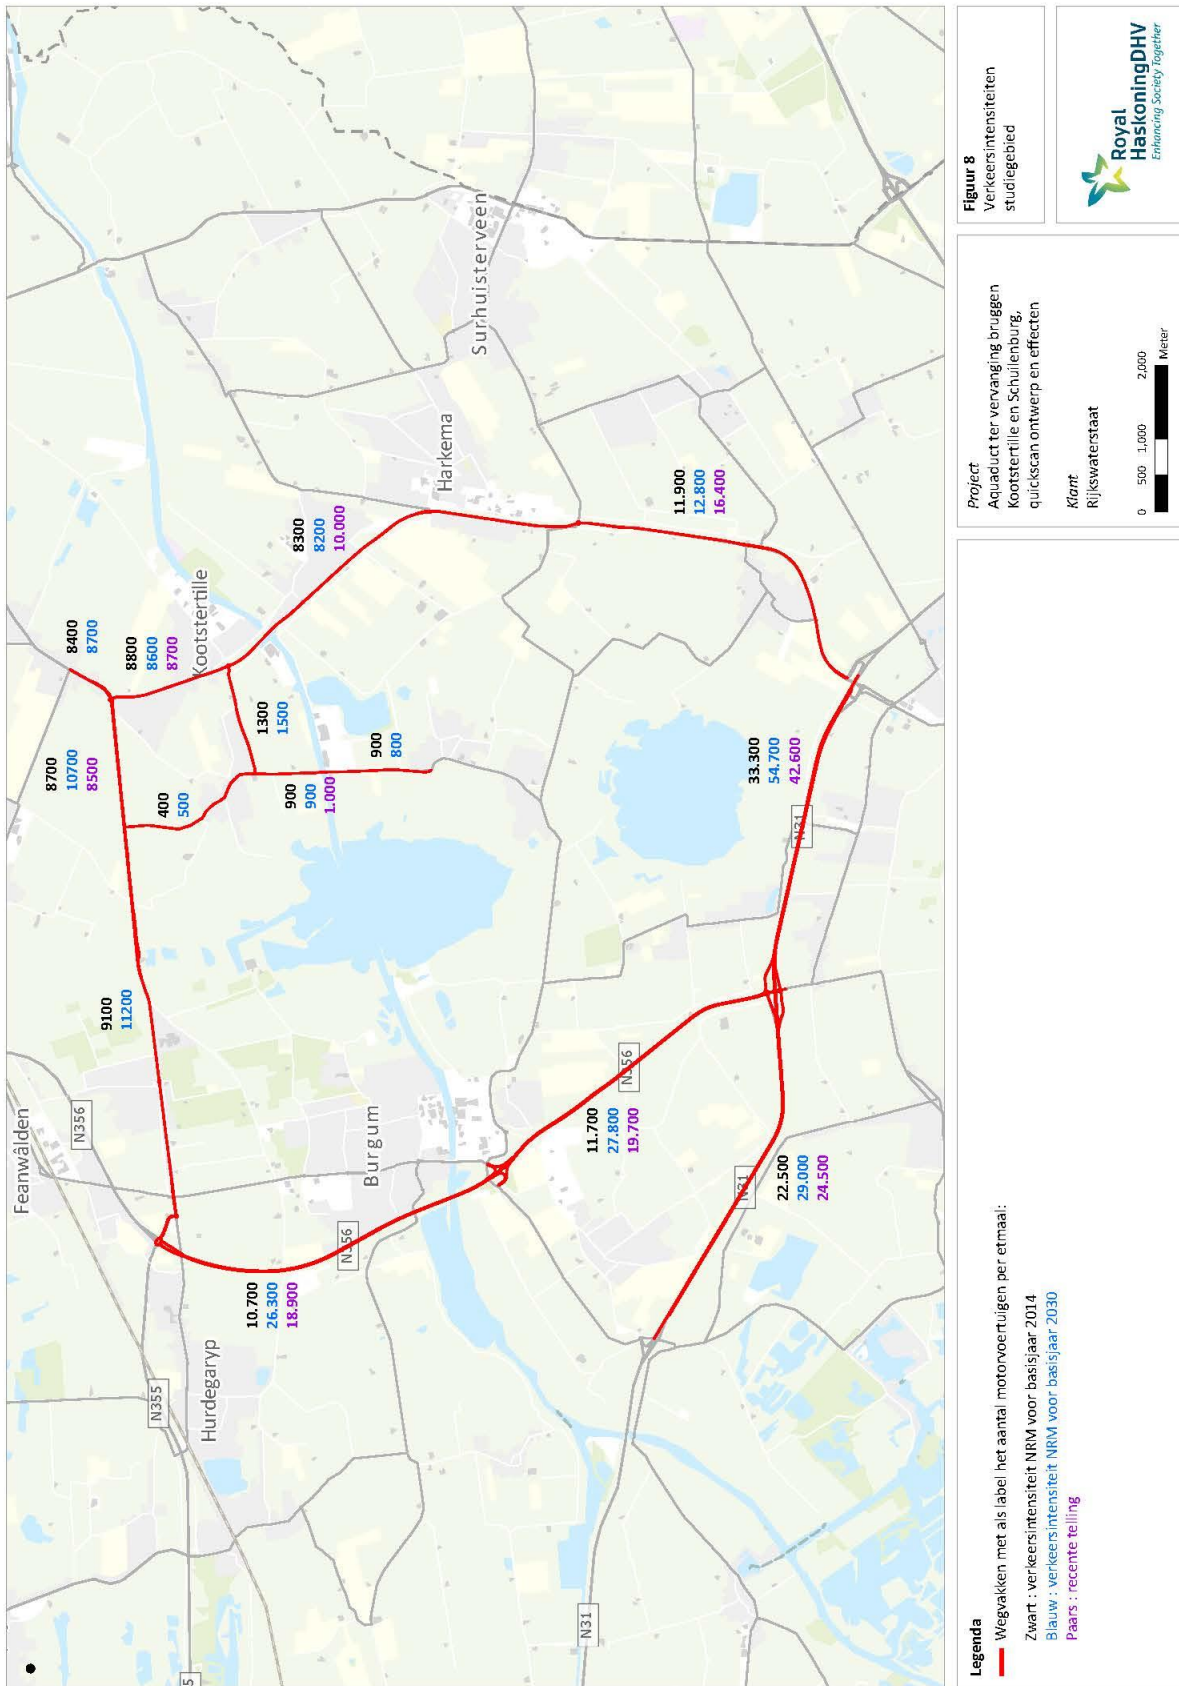 Feanwâlden
N356
N355
Hurdegaryp
5
N31
N356
Burgum
N356
N31
N31
Kootstertille
Harkema
Surhuisterveen
10.700
26.300
18.900
9100
11200
8700
10700
8500
8400
8700
8800
8600
8700
400
500
1300
1500
900
900
1.000
900
800
8300
8200
10.000
11.900
12.800
16.400
33.300
54.700
42.600
11.700
27.800
19.700
22.500
29.000
24.500
Legenda
Wegvakken met als label het aantal motorvoertuigen per etmaal:
Zwart : verkeersintensiteit NRM voor basisjaar 2014
Blauw : verkeersintensiteit NRM voor basisjaar 2030
Paars : recente telling
Project
Aquaduct ter vervanging bruggen
Kootstertille en Schuilenburg,
quickscan ontwerp en effecten
Klant
Rijkswaterstaat
0 500 1.000 2.000
Meter
Figuur 8
Verkeersintensiteiten
studiegebied
Royal
HaskoningDHV
Enhancing Society Together